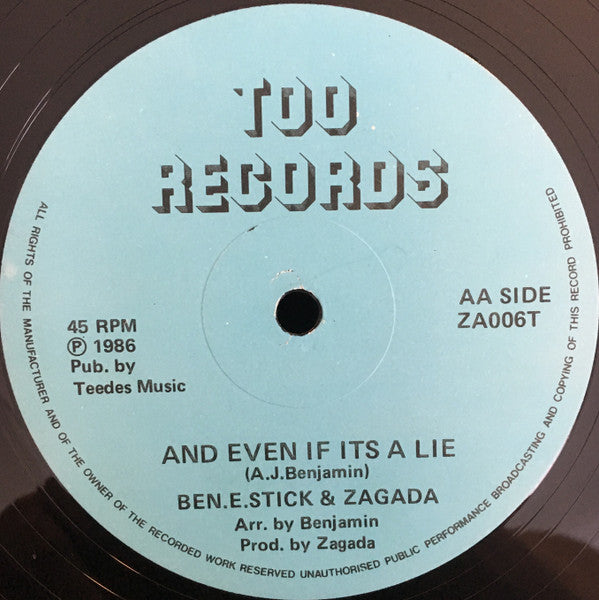 TOO
RECORDS
AA SIDE
ZA006T
45 RPM
Ⓟ 1986
Pub. by
Teedes Music
AND EVEN IF ITS A LIE
(A.J.Benjamin)
BEN.E.STICK & ZAGADA
Arr. by Benjamin
Prod. by Zagada
ALL RIGHTS OF THE MANUFACTURER AND OF THE OWNER OF THE RECORDED WORK RESERVED UNAUTHORISED PUBLIC PERFORMANCE BROADCASTING AND COPYING OF THIS RECORD PROHIBITED